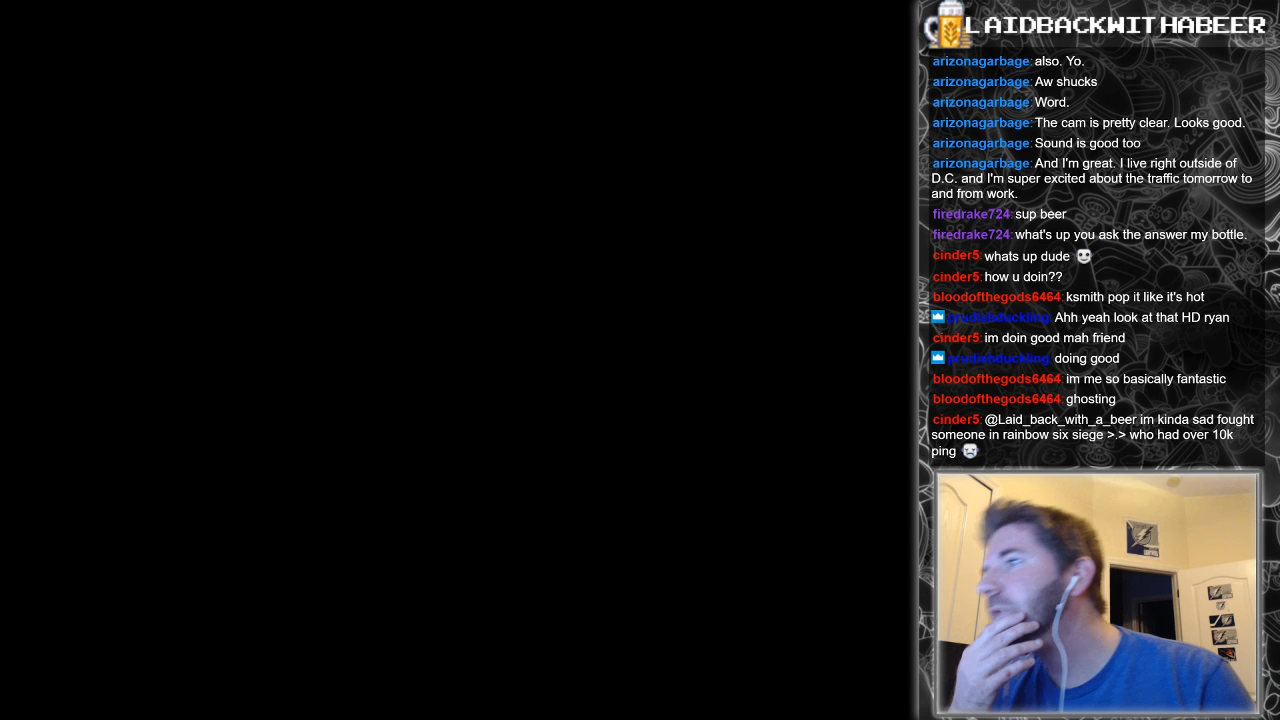 LAIDBACKWITHABEER
arizonagarbage: also. Yo.
arizonagarbage: Aw shucks
arizonagarbage: Word.
arizonagarbage: The cam is pretty clear. Looks good.
arizonagarbage: Sound is good too
arizonagarbage: And I'm great. I live right outside of
D.C. and I'm super excited about the traffic tomorrow to
and from work.
firedrake724: sup beer
firedrake724: what's up you ask the answer my bottle.
cinder5: whats up dude
cinder5: how u doin??
bloodofthegods6464: ksmith pop it like it's hot
prudishduckling: Ahh yeah look at that HD ryan
cinder5: im doin good mah friend
prudishduckling: doing good
bloodofthegods6464: im me so basically fantastic
bloodofthegods6464: ghosting
cinder5: @Laid_back_with_a_beer im kinda sad fought
someone in rainbow six siege >.> who had over 10k
ping